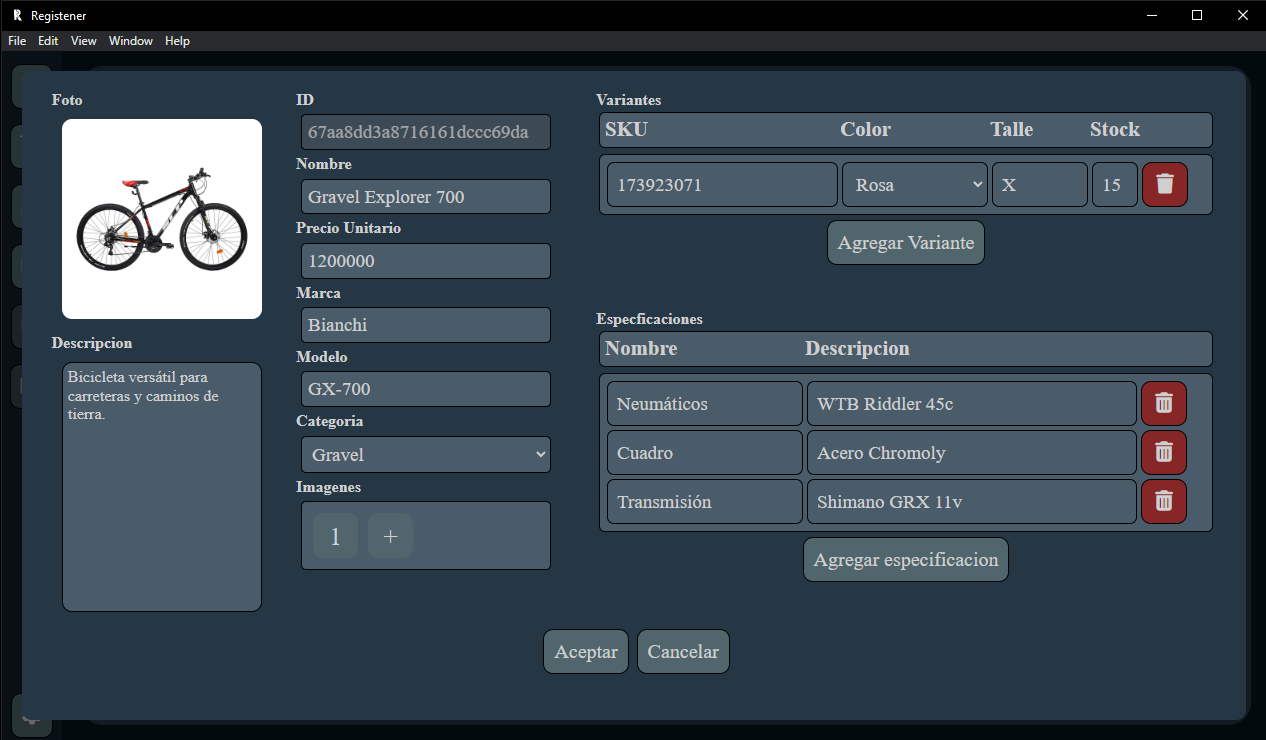 Registener
File Edit View Window Help
Foto
Descripcion
Bicicleta versátil para
carreteras y caminos de
tierra.
ID
67aa8dd3a8716161dccc69da
Nombre
Gravel Explorer 700
Precio Unitario
1200000
Marca
Bianchi
Modelo
GX-700
Categoria
Gravel
Imagenes
1 +
Variantes
SKU Color Talle Stock
173923071 Rosa X 15
Agregar Variante
Especficaciones
Nombre Descripcion
Neumáticos WTB Riddler 45c
Cuadro Acero Chromoly
Transmisión Shimano GRX 11v
Agregar especificacion
Aceptar Cancelar